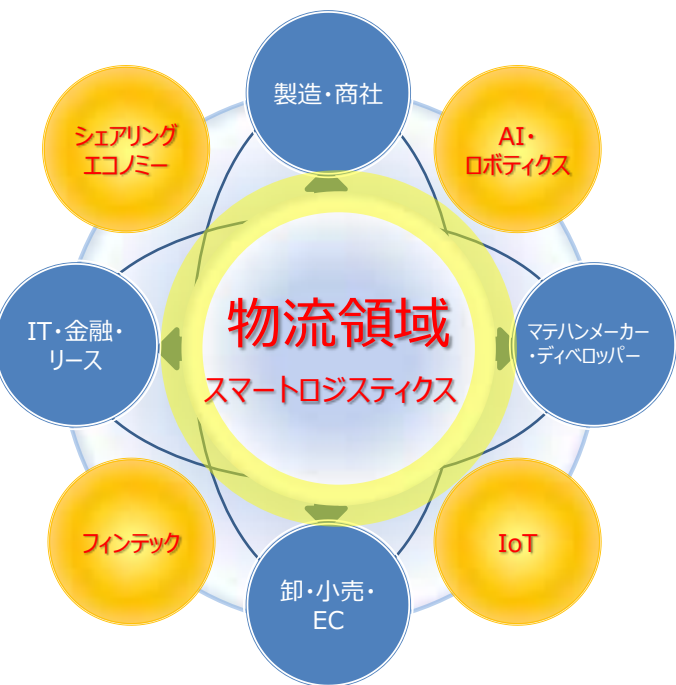 製造・商社
シェアリング
エコノミー
AI・
ロボティクス
IT・金融・
リース
物流領域
スマートロジスティクス
マテハンメーカー
・ディベロッパー
フィンテック
IoT
卸・小売・
EC